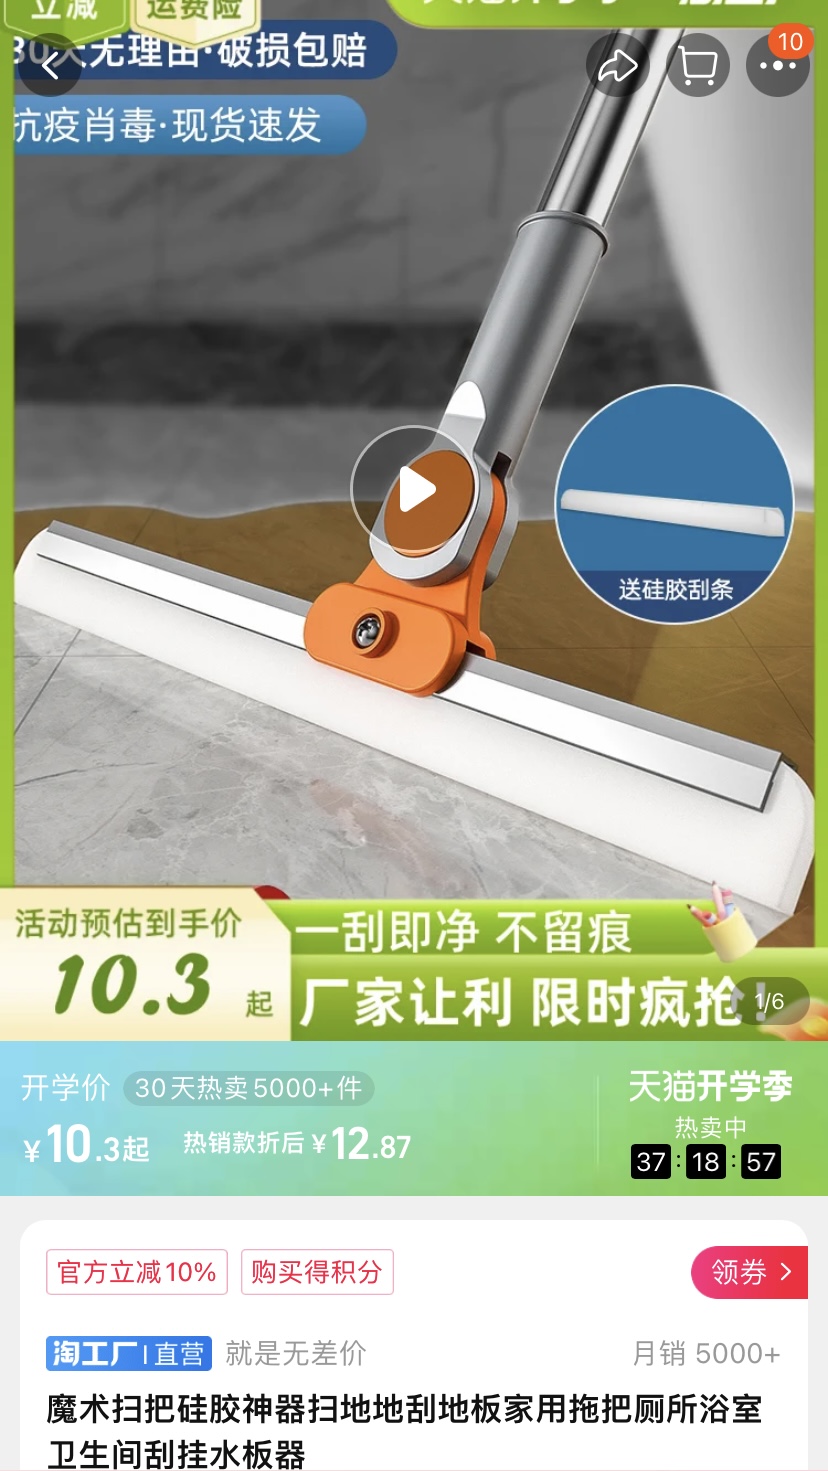 立减
运费险
30天无理由·破损包赔
10
抗疫肖毒·现货速发
送硅胶刮条
活动预估到手价
10.3 起
一刮即净 不留痕
厂家让利 限时疯抢!
1/6
开学价 30天热卖5000+件
¥10.3起 热销款折后¥12.87
天猫开学季
热卖中
37:18:57
官方立减10% 购买得积分
领券 >
淘工厂|直营 就是无差价
月销 5000+
魔术扫把硅胶神器扫地地刮地板家用拖把厕所浴室
卫生间刮挂水板器